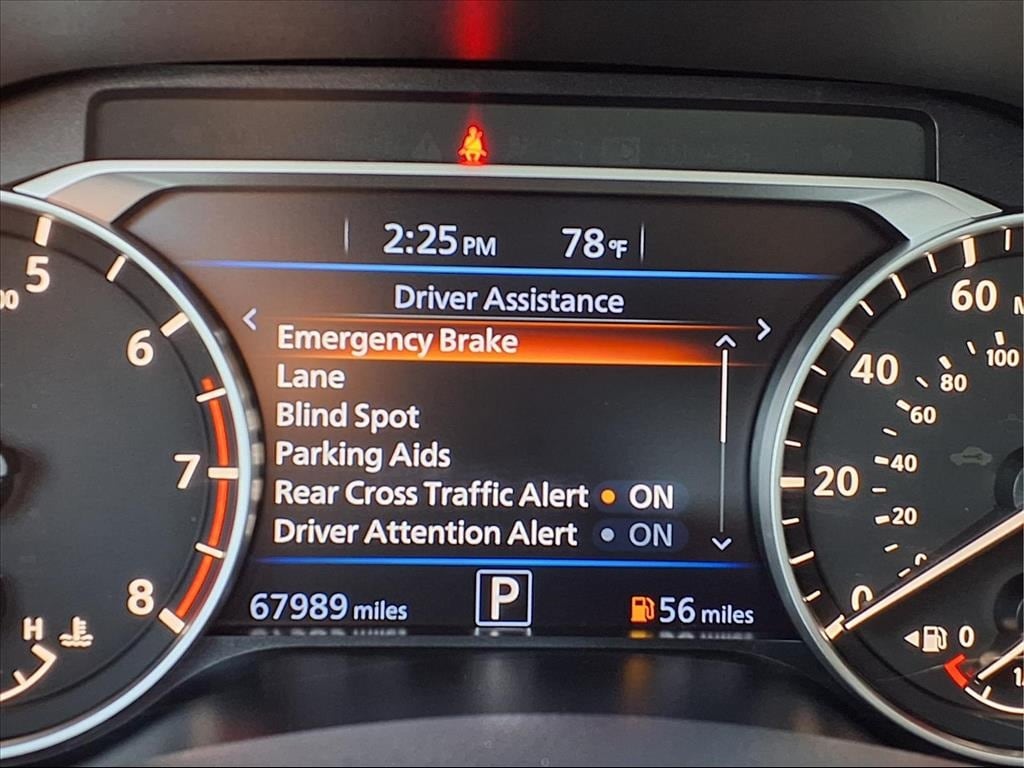 2:25 PM 78°F
Driver Assistance
Emergency Brake
Lane
Blind Spot
Parking Aids
Rear Cross Traffic Alert ON
Driver Attention Alert ON
67989 miles P 56 miles
5
6
7
8
H
60
40
20
0
100
80
60
40
20
0
0